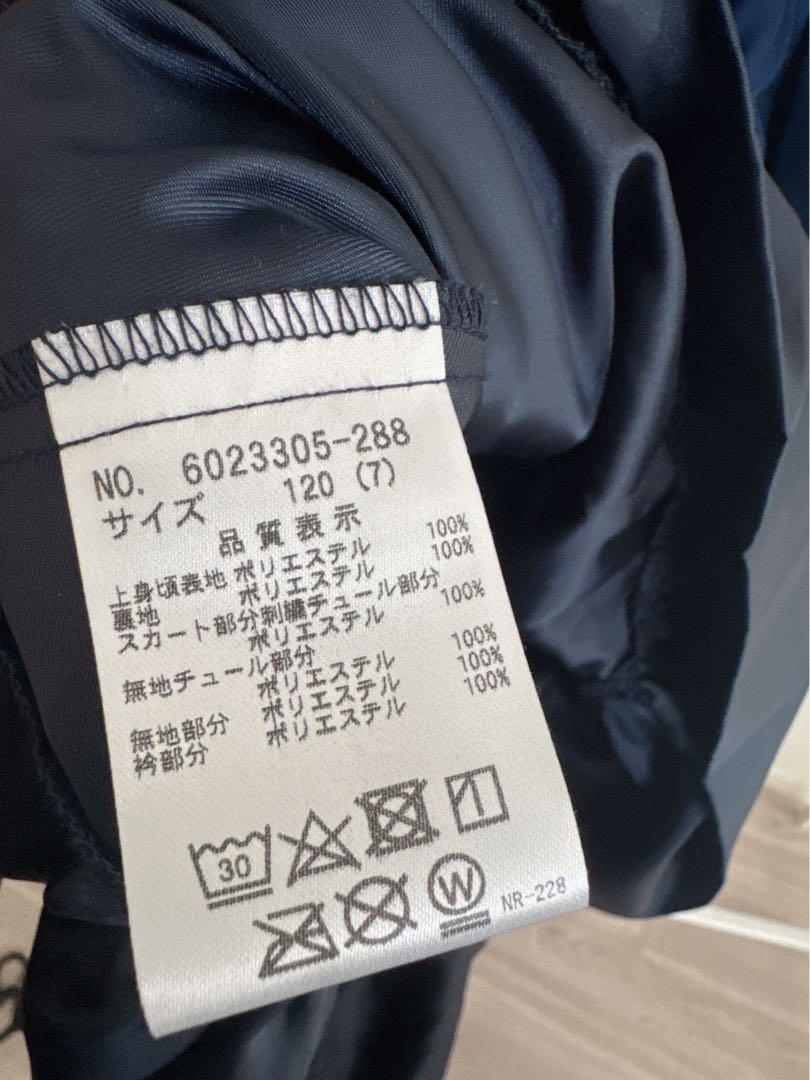 NO. 6023305-288
サイズ 120 (7)
品質表示
上身頃表地 ポリエステル 100%
裏地 ポリエステル 100%
スカート部分刺繍チュール部分
ポリエステル 100%
無地チュール部分
ポリエステル 100%
無地部分 ポリエステル 100%
衿部分 ポリエステル 100%
30
W
NR-228